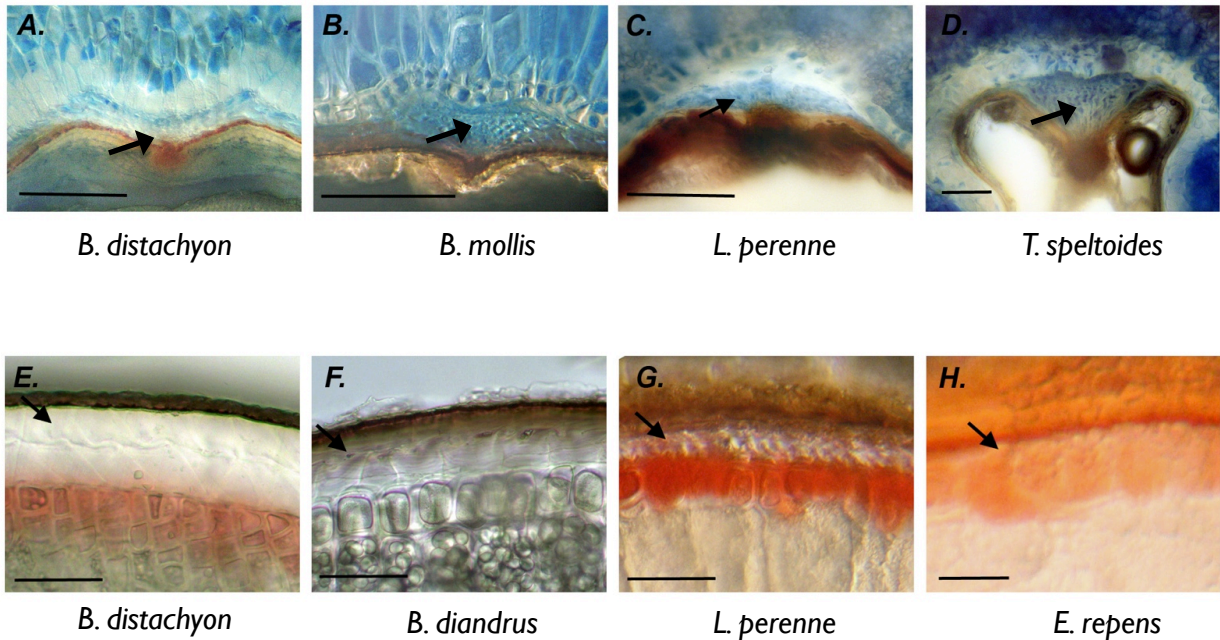 A. B. C. D.
B. distachyon B. mollis L. perenne T. speltoides
E. F. G. H.
B. distachyon B. diandrus L. perenne E. repens